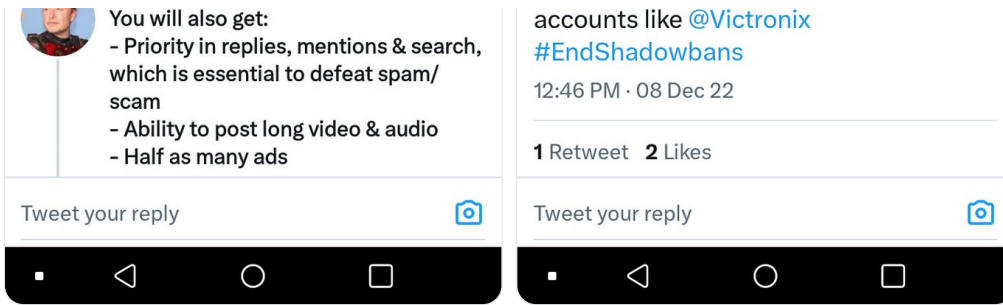 You will also get:
- Priority in replies, mentions & search,
which is essential to defeat spam/
scam
- Ability to post long video & audio
- Half as many ads
Tweet your reply
accounts like @Victronix
#EndShadowbans
12:46 PM · 08 Dec 22
1 Retweet 2 Likes
Tweet your reply